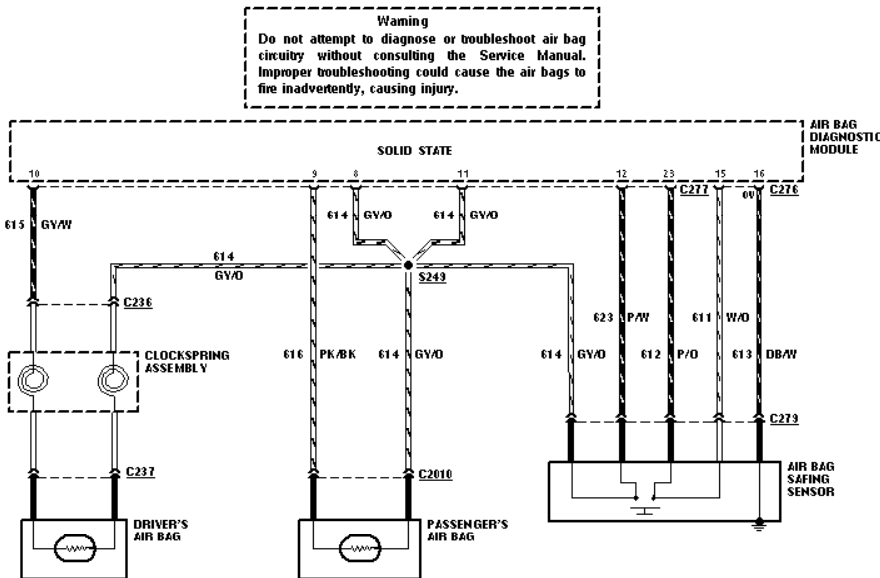 Warning
Do not attempt to diagnose or troubleshoot air bag
circuitry without consulting the Service Manual.
Improper troubleshooting could cause the air bags to
fire inadvertently, causing injury.
AIR BAG
DIAGNOSTIC
MODULE
SOLID STATE
10
9
8
11
12
23
C277
15
16
C276
0V
615 GY/W
614 GY/O
614 GY/O
614
GY/O
S249
C236
623 P/W
611 W/O
616 PK/BK
614 GY/O
614 GY/O
612 P/O
613 DB/W
CLOCKSPRING
ASSEMBLY
C279
C237
C2010
AIR BAG
SAFING
SENSOR
DRIVER'S
AIR BAG
PASSENGER'S
AIR BAG